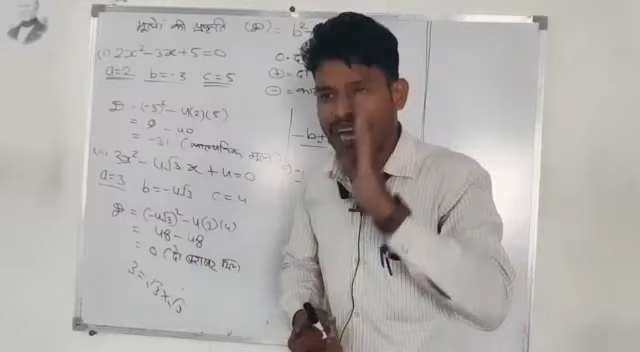 मूलों की प्रकृति (D) = b²-
(i) 2x² - 3x + 5 = 0
a=2 b=-3 c=5
D = (-3)² - 4(2)(5)
= 9 - 40
= -31 (काल्पनिक मूल)
3x² - 4√3 x + 4 = 0
a=3 b=-4√3 c=4
D = (-4√3)² - 4(3)(4)
= 48 - 48
= 0 (दो बराबर
3 = √3 × √3
0 - दो
+ = दो
- = का
-b±